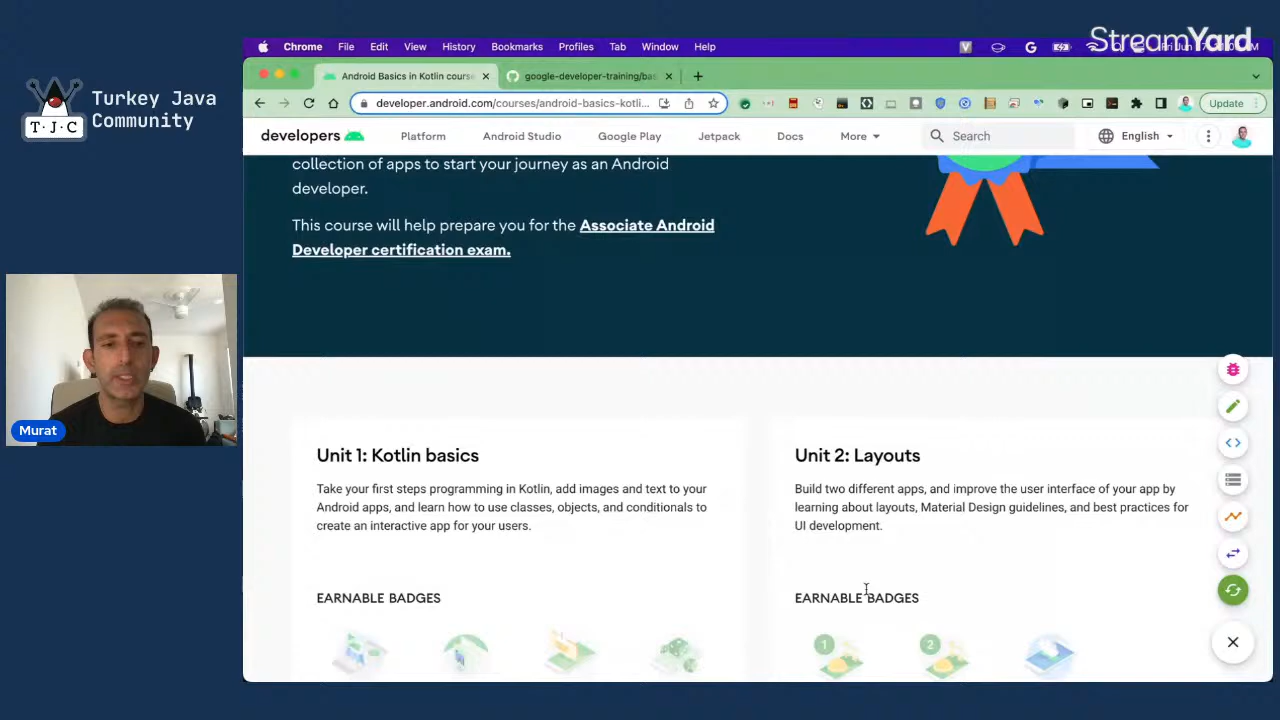 StreamYard
Chrome File Edit View History Bookmarks Profiles Tab Window Help
Android Basics in Kotlin course
google-developer-training/bas
developer.android.com/courses/android-basics-kotli...
Update
Turkey Java
Community
T·J·C
developers Platform Android Studio Google Play Jetpack Docs More Search English
collection of apps to start your journey as an Android
developer.
This course will help prepare you for the Associate Android
Developer certification exam.
Murat
Unit 1: Kotlin basics
Take your first steps programming in Kotlin, add images and text to your
Android apps, and learn how to use classes, objects, and conditionals to
create an interactive app for your users.
EARNABLE BADGES
Unit 2: Layouts
Build two different apps, and improve the user interface of your app by
learning about layouts, Material Design guidelines, and best practices for
UI development.
EARNABLE BADGES
1
2